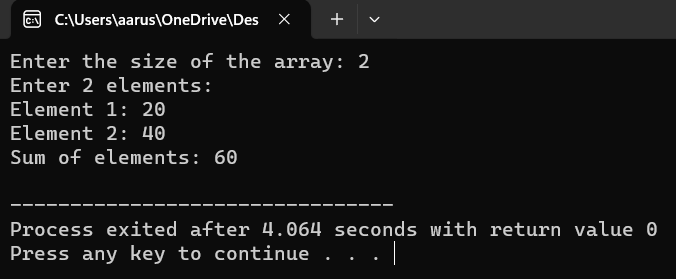 C:\Users\aarus\OneDrive\Des
Enter the size of the array: 2
Enter 2 elements:
Element 1: 20
Element 2: 40
Sum of elements: 60
--------------------------------
Process exited after 4.064 seconds with return value 0
Press any key to continue . . .